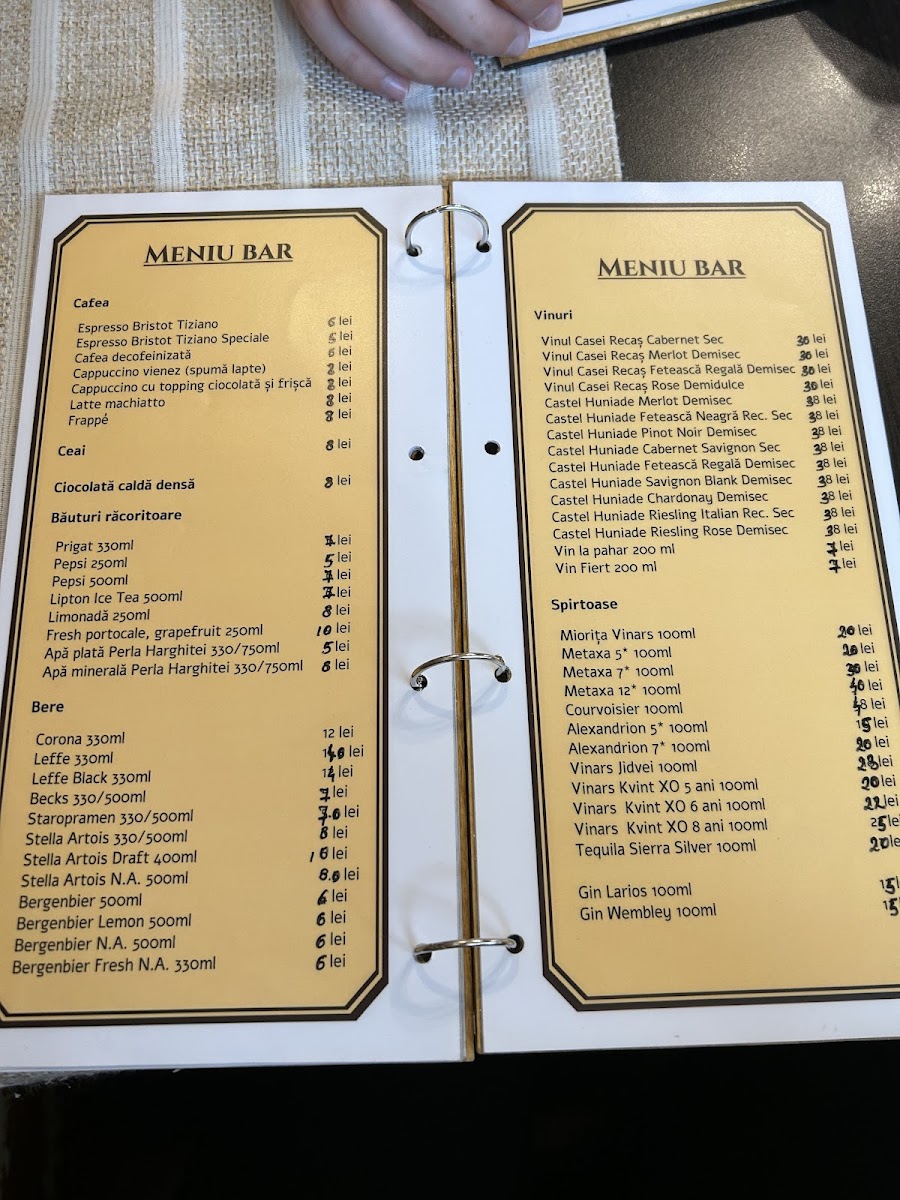 MENIU BAR
Cafea
Espresso Bristot Tiziano 6 lei
Espresso Bristot Tiziano Speciale 5 lei
Cafea decofeinizată 6 lei
Cappucino vienez (spumă lapte) lei
Cappuccino cu topping ciocolată și frișcă lei
Latte machiatto 8 lei
Frappé 8 lei
Ceai 8 lei
Ciocolată caldă densă 8 lei
Băuturi răcoritoare
Prigat 330ml 7 lei
Pepsi 250ml 5 lei
Pepsi 500ml 7 lei
Lipton Ice Tea 500ml 7 lei
Limonadă 250ml 8 lei
Fresh portocale, grapefruit 250ml 10 lei
Apă plată Perla Harghitei 330/750ml 5 lei
Apă minerală Perla Harghitei 330/750ml 6 lei
Bere
Corona 330ml 12 lei
Leffe 330ml lei
Leffe Black 330ml 14 lei
Becks 330/500ml 7 lei
Staropramen 330/500ml lei
Stella Artois 330/500ml 8 lei
Stella Artois Draft 400ml lei
Stella Artois N.A. 500ml 8.0 lei
Bergenbier 500ml 6 lei
Bergenbier Lemon 500ml 6 lei
Bergenbier N.A. 500ml 6 lei
Bergenbier Fresh N.A. 330ml 6 lei
MENIU BAR
Vinuri
Vinul Casei Recaș Cabernet Sec 30 lei
Vinul Casei Recaș Merlot Demisec 30 lei
Vinul Casei Recaș Fetească Regală Demisec 30 lei
Vinul Casei Recaș Rose Demidulce 30 lei
Castel Huniade Merlot Demisec 38 lei
Castel Huniade Fetească Neagră Rec. Sec 38 lei
Castel Huniade Pinot Noir Demisec 38 lei
Castel Huniade Cabernet Savignon Sec 38 lei
Castel Huniade Fetească Regală Demisec 38 lei
Castel Huniade Savignon Blank Demisec 38 lei
Castel Huniade Chardonay Demisec 38 lei
Castel Huniade Riesling Italian Rec. Sec 38 lei
Castel Huniade Riesling Rose Demisec 38 lei
Vin la pahar 200 ml 7 lei
Vin Fiert 200 ml 7 lei
Spirtoase
Miorița Vinars 100ml 20 lei
Metaxa 5* 100ml 20 lei
Metaxa 7* 100ml 30 lei
Metaxa 12* 100ml 40 lei
Courvoisier 100ml 48 lei
Alexandrion 5* 100ml 15 lei
Alexandrion 7* 100ml 20 lei
Vinars Jidvei 100ml lei
Vinars Kvint XO 5 ani 100ml 20 lei
Vinars Kvint XO 6 ani 100ml 22 lei
Vinars Kvint XO 8 ani 100ml 25 le
Tequila Sierra Silver 100ml 20 le
Gin Larios 100ml 15
Gin Wembley 100ml 15